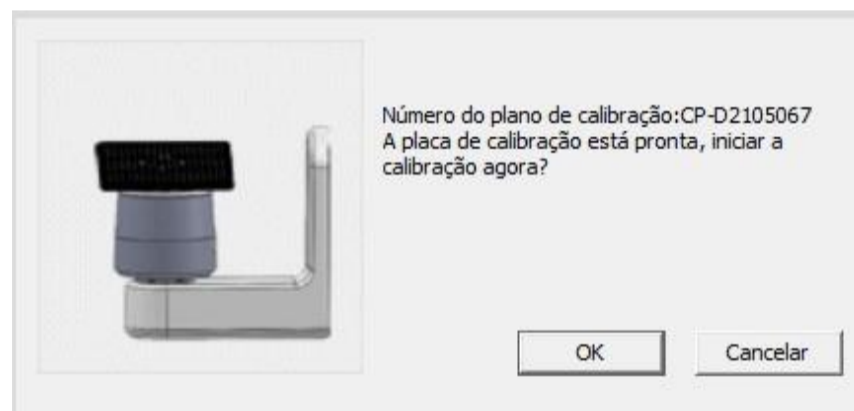 Número do plano de calibração:CP-D2105067
A placa de calibração está pronta, iniciar a
calibração agora?
OK
Cancelar